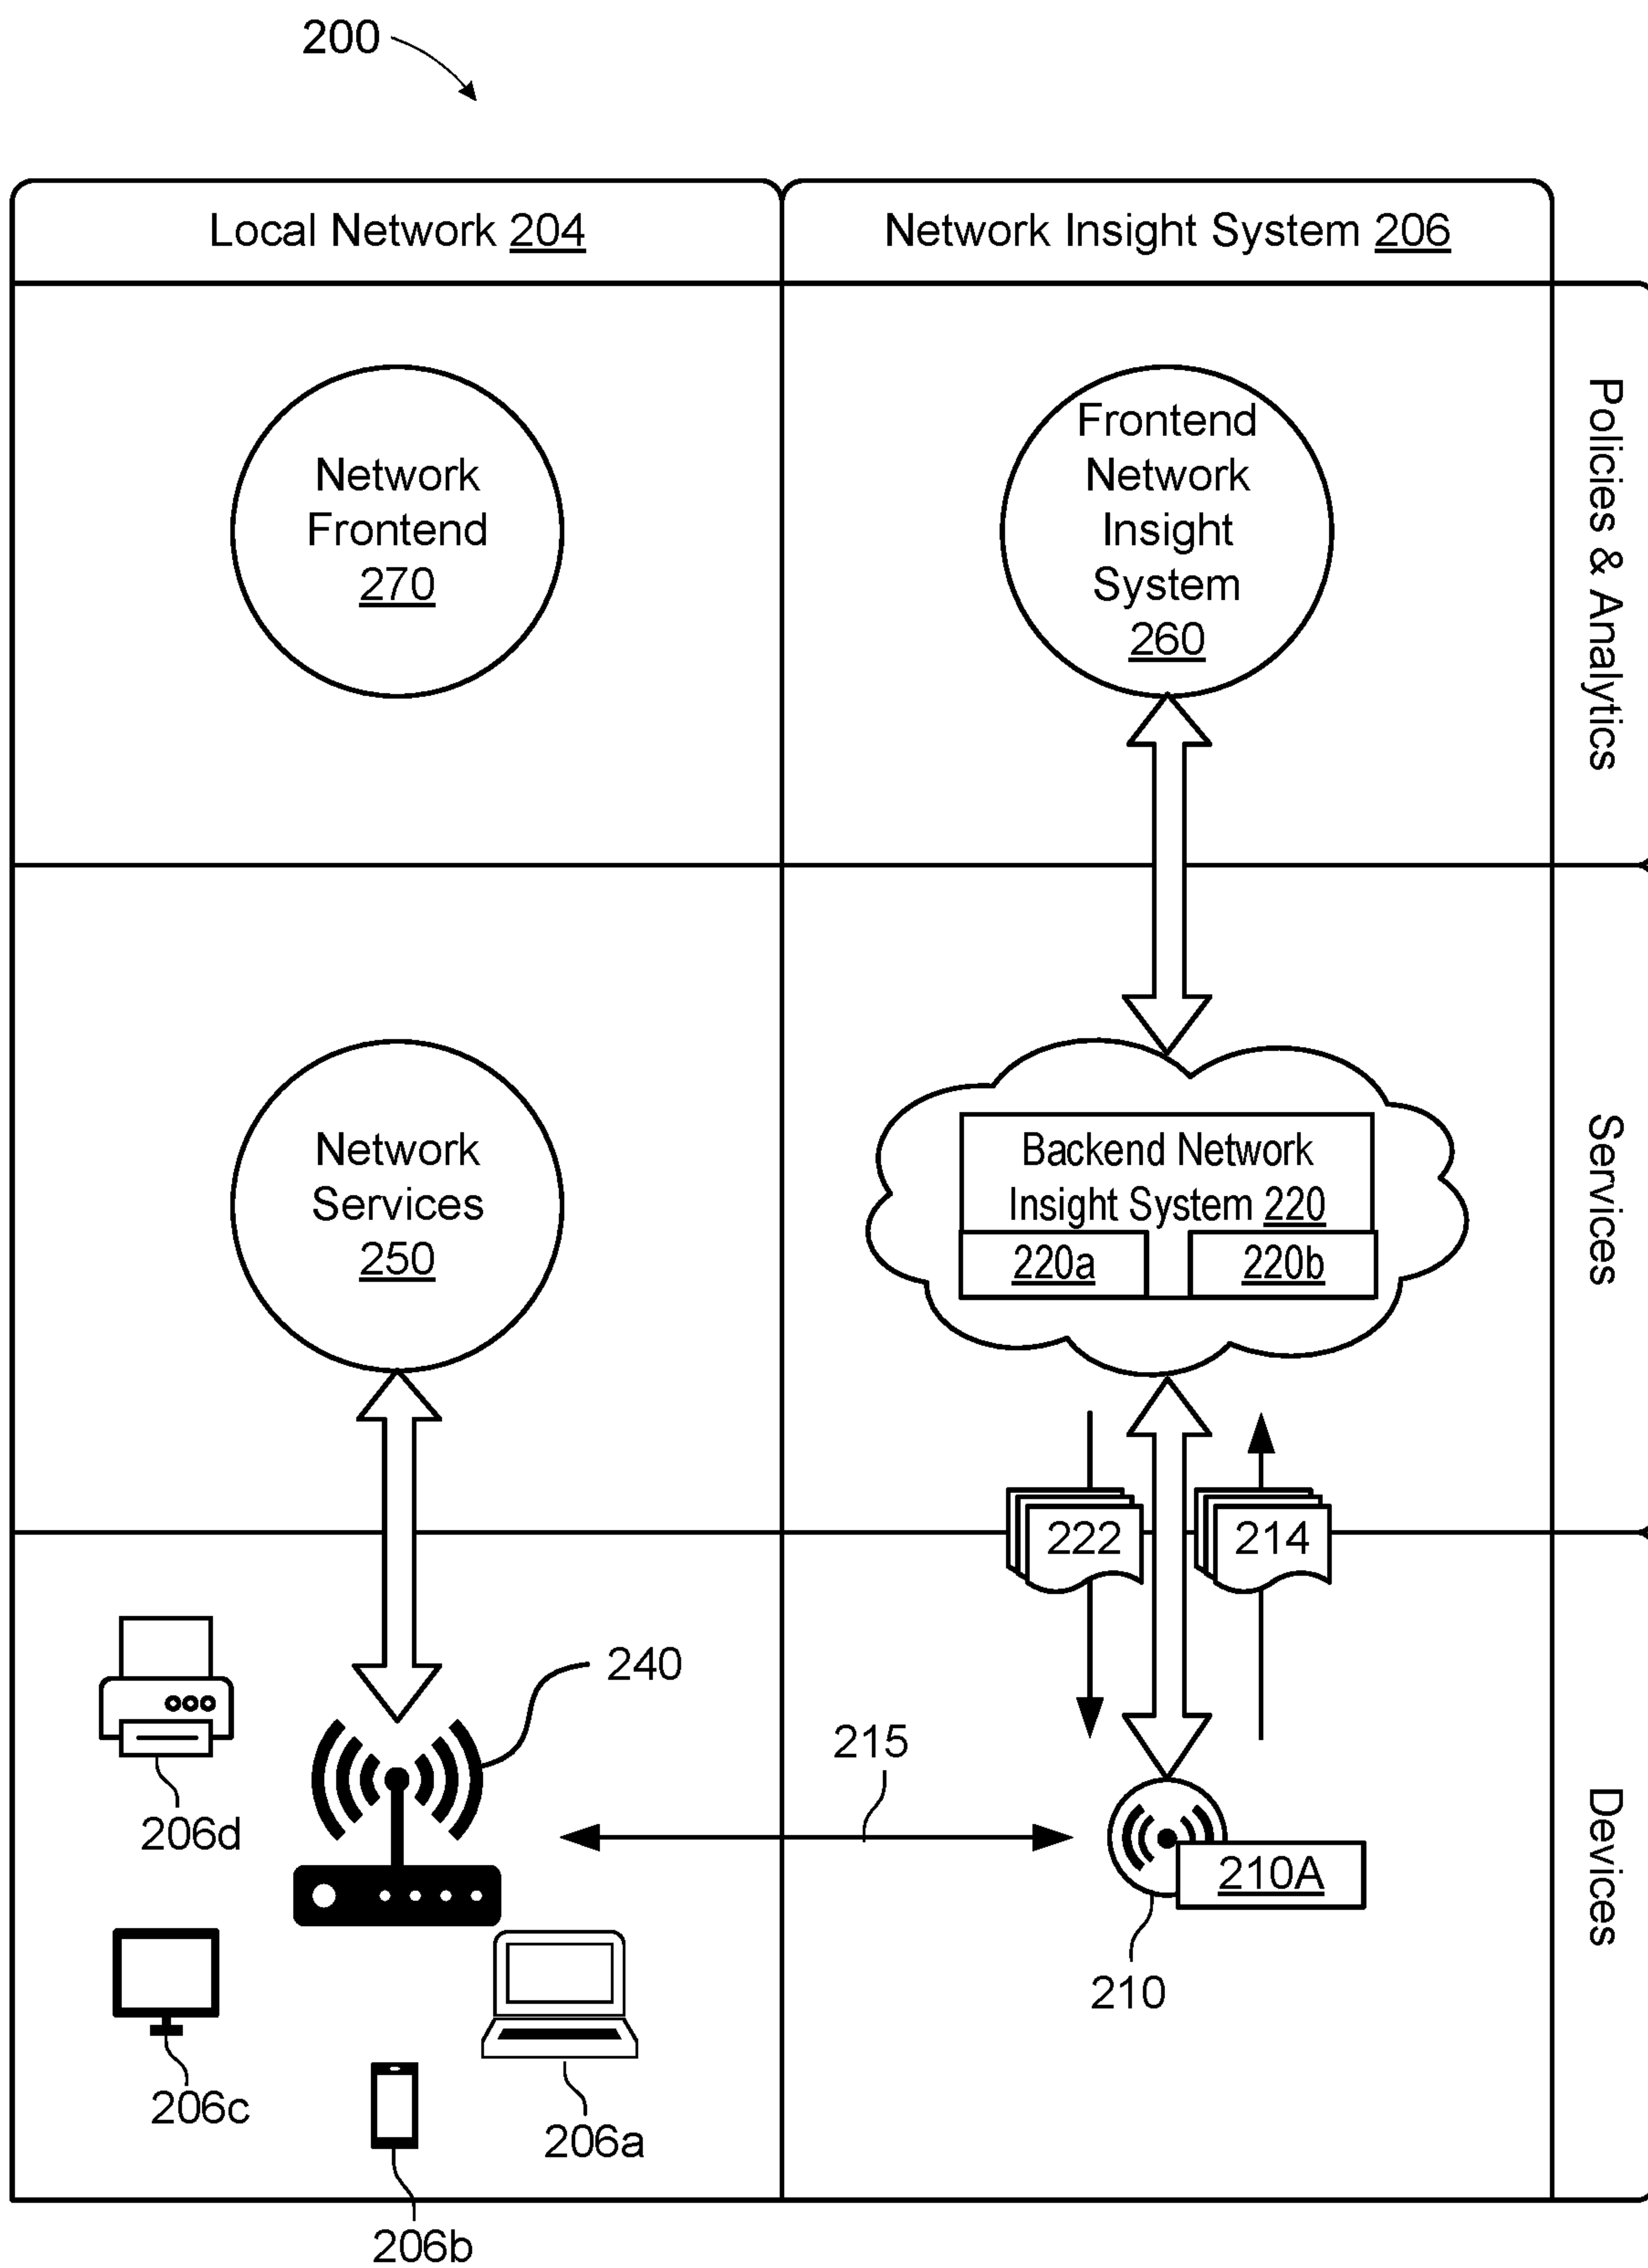 200
Local Network 204
Network Insight System 206
Network
Frontend
270
Frontend
Network
Insight
System
260
Policies & Analytics
Network
Services
250
Backend Network
Insight System 220
220a
220b
Services
222
214
240
206d
215
210A
210
206c
206a
206b
Devices